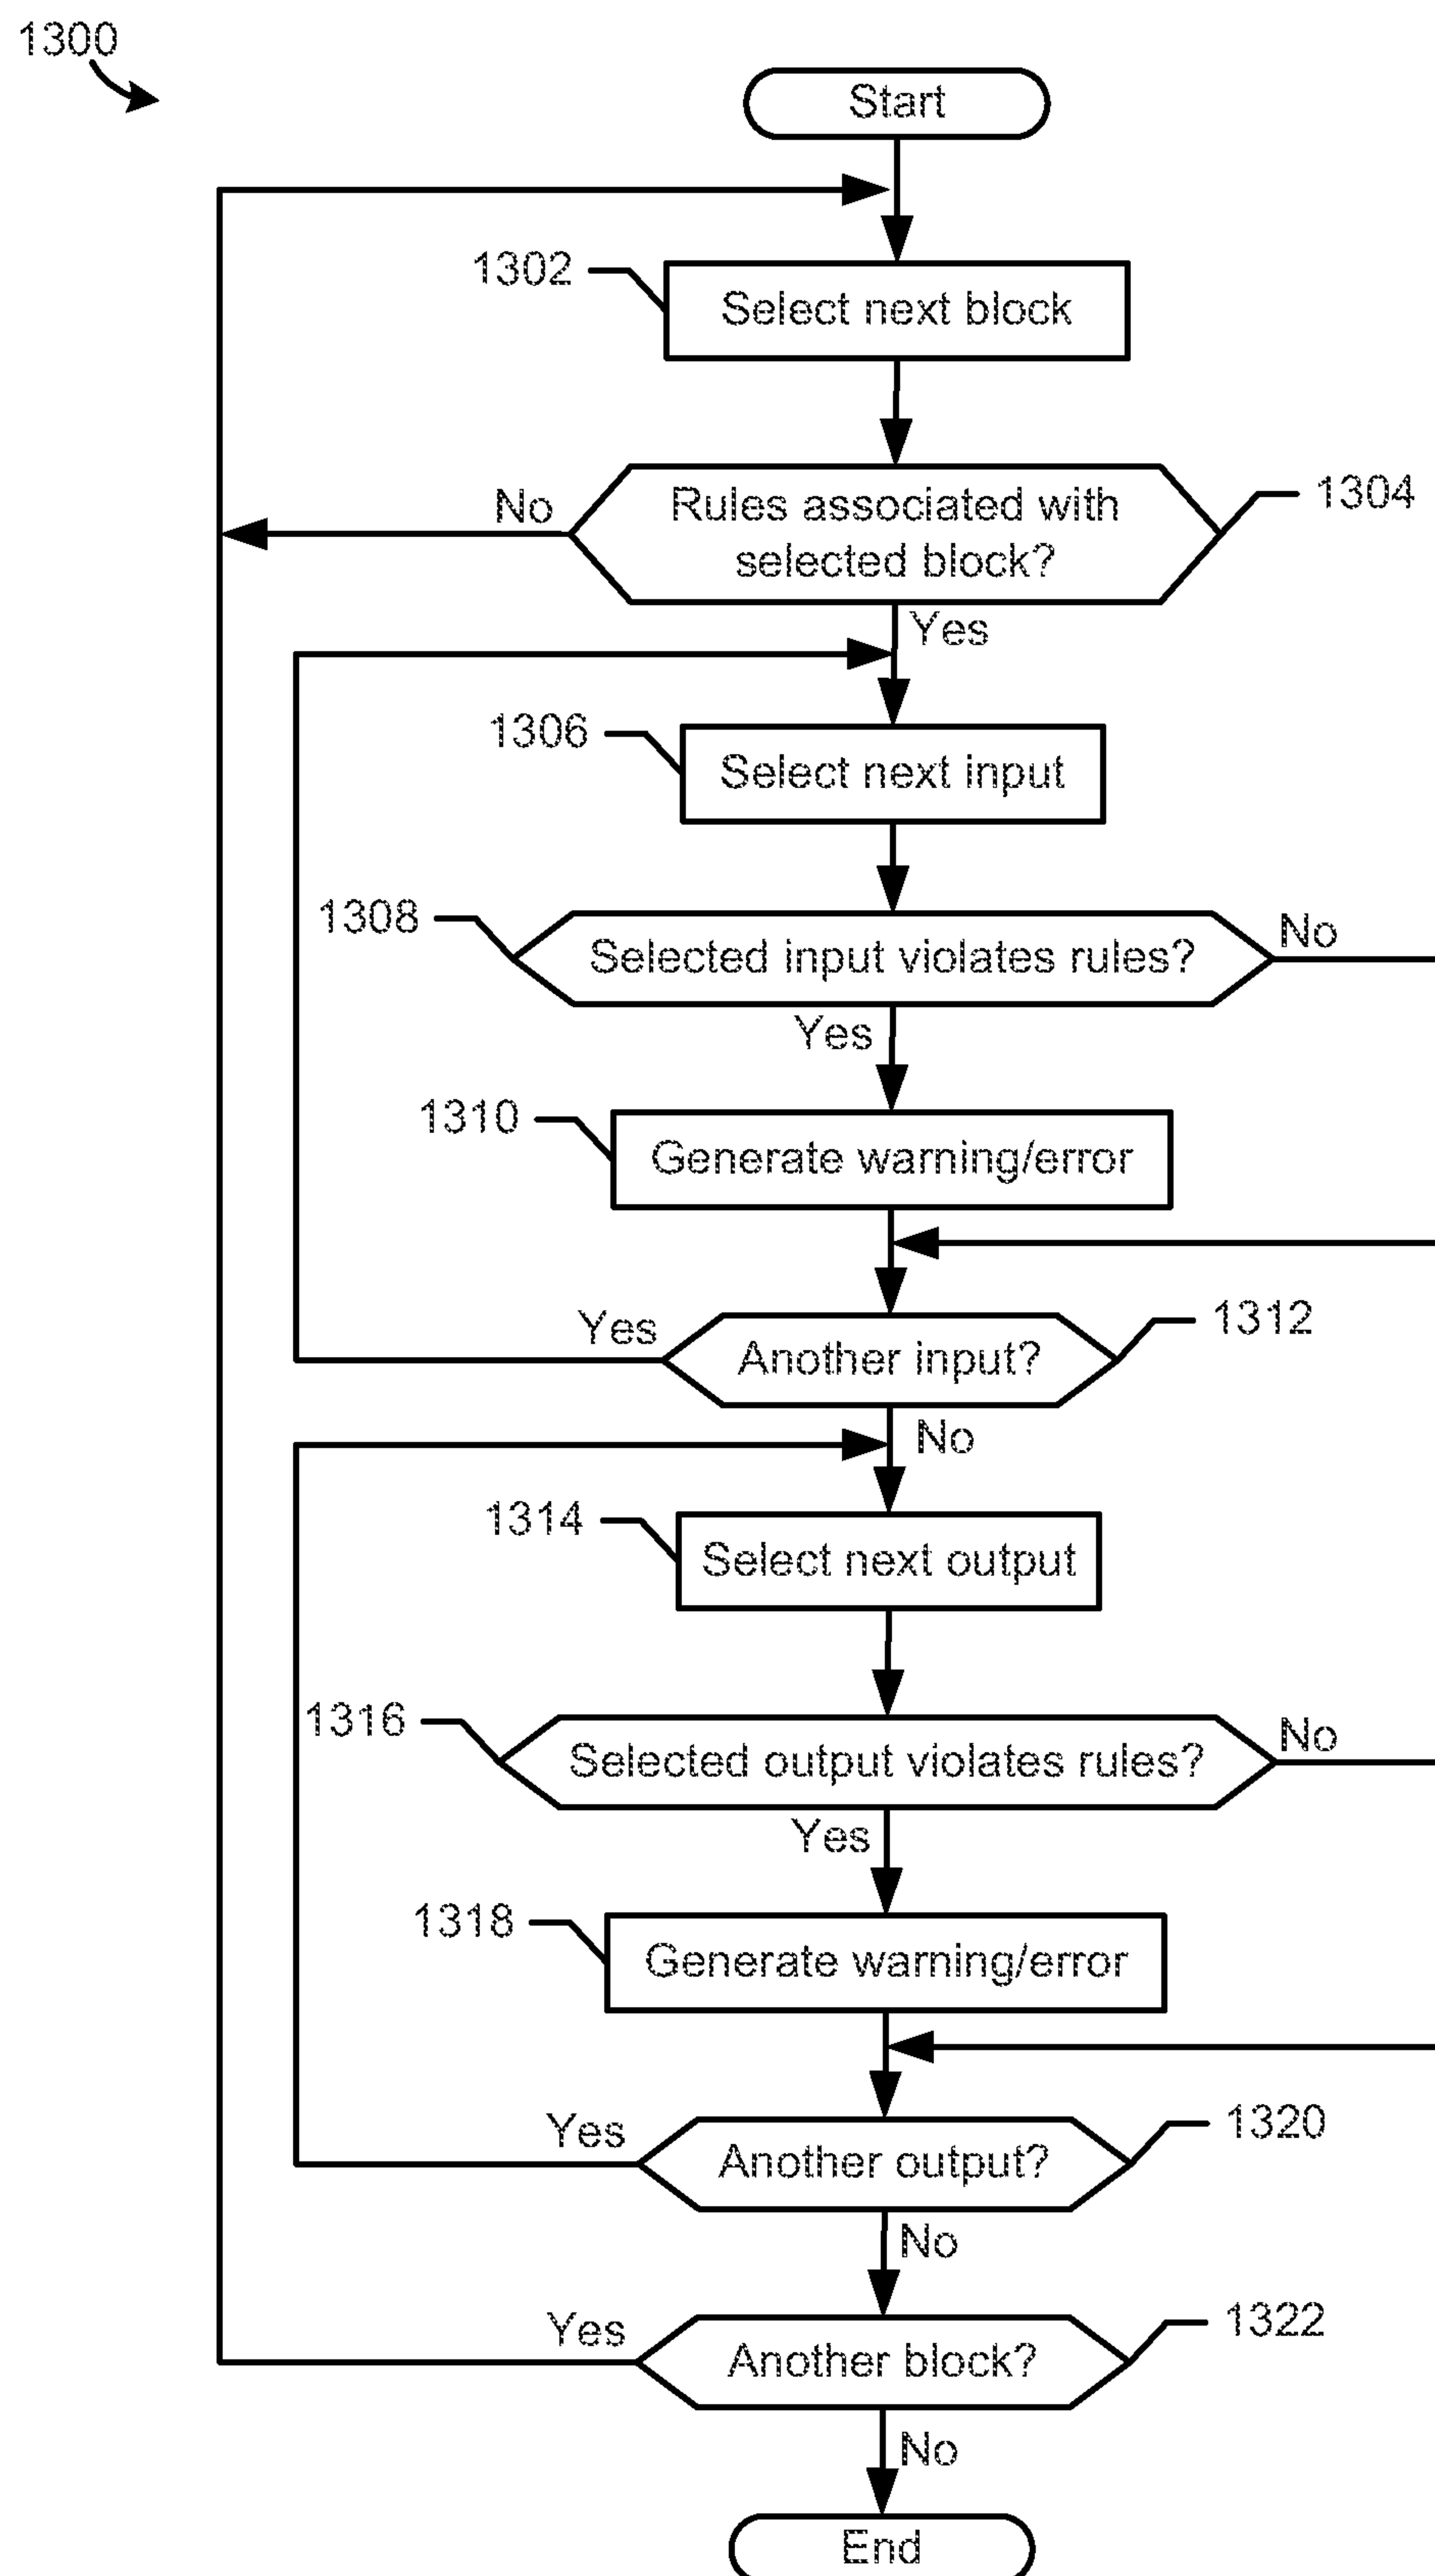 1300
Start
1302
Select next block
1304
Rules associated with
selected block?
No
Yes
1306
Select next input
1308
Selected input violates rules?
No
Yes
1310
Generate warning/error
1312
Another input?
Yes
No
1314
Select next output
1316
Selected output violates rules?
No
Yes
1318
Generate warning/error
1320
Another output?
Yes
No
1322
Another block?
Yes
No
End